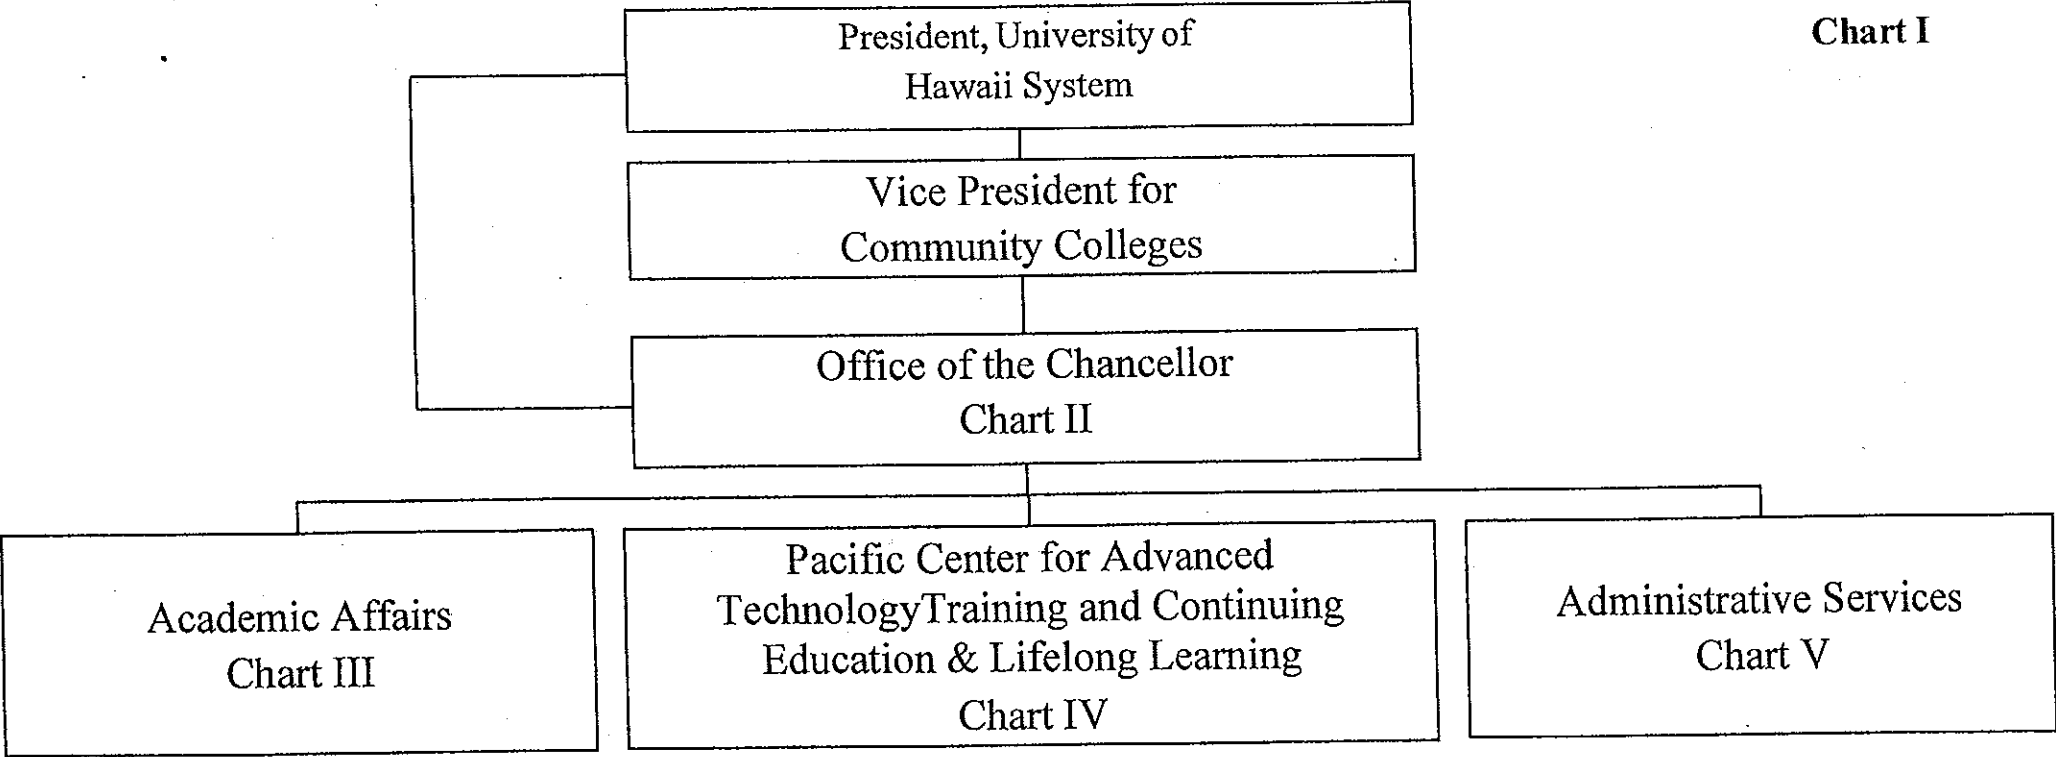 Chart I
President, University of
Hawaii System
Vice President for
Community Colleges
Office of the Chancellor
Chart II
Academic Affairs
Chart III
Pacific Center for Advanced
TechnologyTraining and Continuing
Education & Lifelong Learning
Chart IV
Administrative Services
Chart V